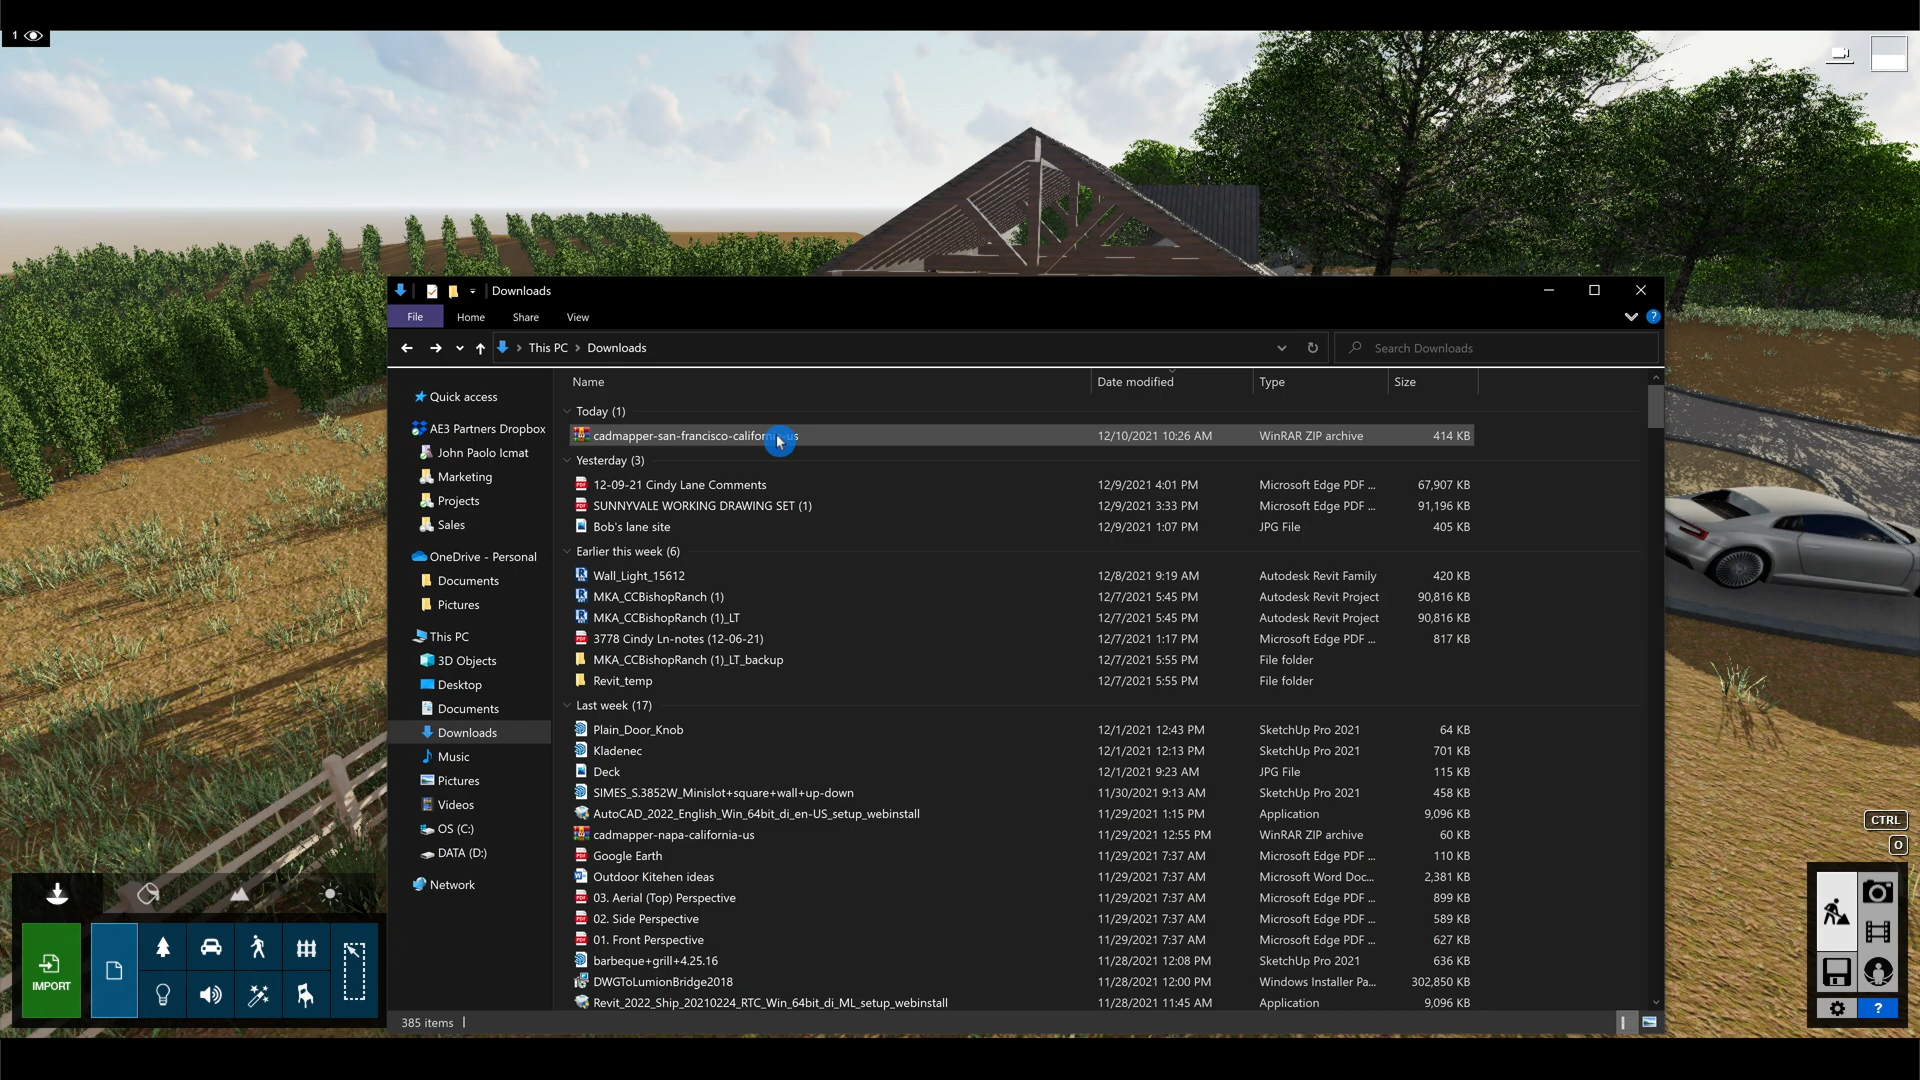 1
Downloads
File Home Share View
This PC > Downloads
Search Downloads
Name Date modified Type Size
Quick access
AE3 Partners Dropbox
John Paolo Icmat
Marketing
Projects
Sales
OneDrive - Personal
Documents
Pictures
This PC
3D Objects
Desktop
Documents
Downloads
Music
Pictures
Videos
OS (C:)
DATA (D:)
Network
Today (1)
cadmapper-san-francisco-california-us 12/10/2021 10:26 AM WinRAR ZIP archive 414 KB
Yesterday (3)
12-09-21 Cindy Lane Comments 12/9/2021 4:01 PM Microsoft Edge PDF ... 67,907 KB
SUNNYVALE WORKING DRAWING SET (1) 12/9/2021 3:33 PM Microsoft Edge PDF ... 91,196 KB
Bob's lane site 12/9/2021 1:07 PM JPG File 405 KB
Earlier this week (6)
Wall_Light_15612 12/8/2021 9:19 AM Autodesk Revit Family 420 KB
MKA_CCBishopRanch (1) 12/7/2021 5:45 PM Autodesk Revit Project 90,816 KB
MKA_CCBishopRanch (1)_LT 12/7/2021 5:45 PM Autodesk Revit Project 90,816 KB
3778 Cindy Ln-notes (12-06-21) 12/7/2021 1:17 PM Microsoft Edge PDF ... 817 KB
MKA_CCBishopRanch (1)_LT_backup 12/7/2021 5:55 PM File folder
Revit_temp 12/7/2021 5:55 PM File folder
Last week (17)
Plain_Door_Knob 12/1/2021 12:43 PM SketchUp Pro 2021 64 KB
Kladenec 12/1/2021 12:13 PM SketchUp Pro 2021 701 KB
Deck 12/1/2021 9:23 AM JPG File 115 KB
SIMES_S.3852W_Minislot+square+wall+up-down 11/30/2021 9:13 AM SketchUp Pro 2021 458 KB
AutoCAD_2022_English_Win_64bit_di_en-US_setup_webinstall 11/29/2021 1:15 PM Application 9,096 KB
cadmapper-napa-california-us 11/29/2021 12:55 PM WinRAR ZIP archive 60 KB
Google Earth 11/29/2021 7:37 AM Microsoft Edge PDF ... 110 KB
Outdoor Kitehen ideas 11/29/2021 7:37 AM Microsoft Word Doc... 2,381 KB
03. Aerial (Top) Perspective 11/29/2021 7:37 AM Microsoft Edge PDF ... 899 KB
02. Side Perspective 11/29/2021 7:37 AM Microsoft Edge PDF ... 589 KB
01. Front Perspective 11/29/2021 7:37 AM Microsoft Edge PDF ... 627 KB
barbeque+grill+4.25.16 11/28/2021 12:08 PM SketchUp Pro 2021 636 KB
DWGToLumionBridge2018 11/28/2021 12:00 PM Windows Installer Pa... 302,850 KB
Revit_2022_Ship_20210224_RTC_Win_64bit_di_ML_setup_webinstall 11/28/2021 11:45 AM Application 9,096 KB
385 items
IMPORT
CTRL
O
?